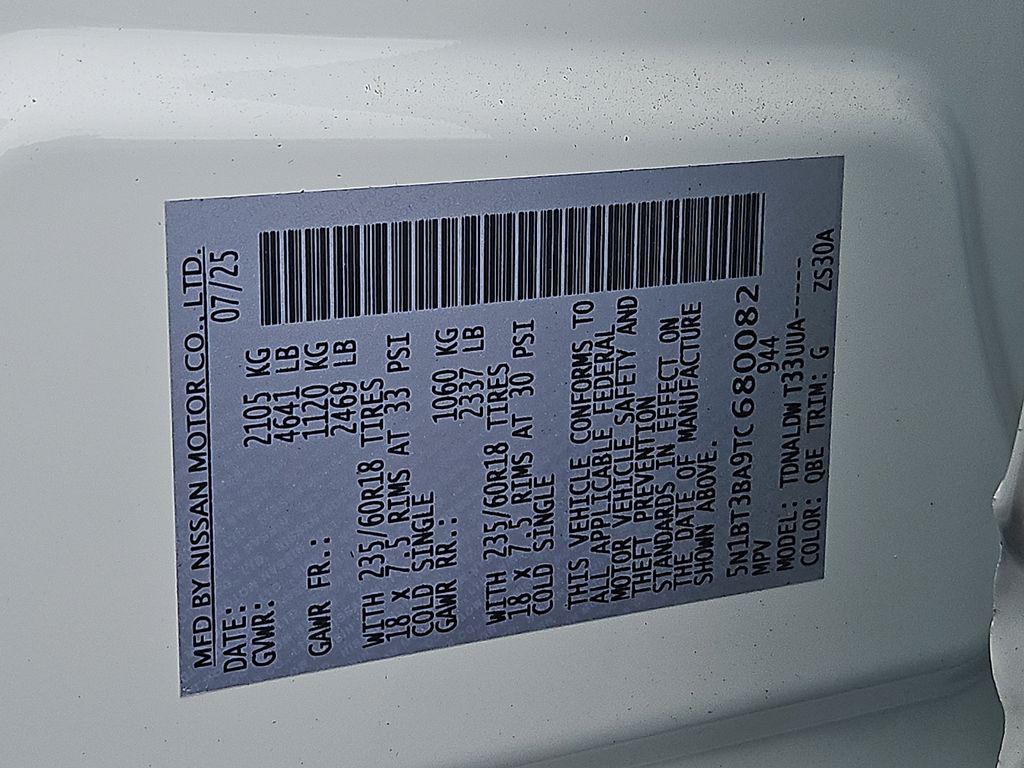 MFD BY NISSAN MOTOR CO., LTD.
DATE: 07/25
GVWR: 2105 KG
4641 LB
GAWR FR.: 1120 KG
2469 LB
WITH 235/60R18 TIRES
18 X 7.5 RIMS AT 33 PSI
COLD SINGLE
GAWR RR.: 1060 KG
2337 LB
WITH 235/60R18 TIRES
18 X 7.5 RIMS AT 30 PSI
COLD SINGLE
THIS VEHICLE CONFORMS TO
ALL APPLICABLE FEDERAL
MOTOR VEHICLE SAFETY AND
THEFT PREVENTION
STANDARDS IN EFFECT ON
THE DATE OF MANUFACTURE
SHOWN ABOVE.
5N1BT3BA9TC680082
MPV 944
MODEL: TDNALDW T33UUA------
COLOR: QBE TRIM: G ZS30A